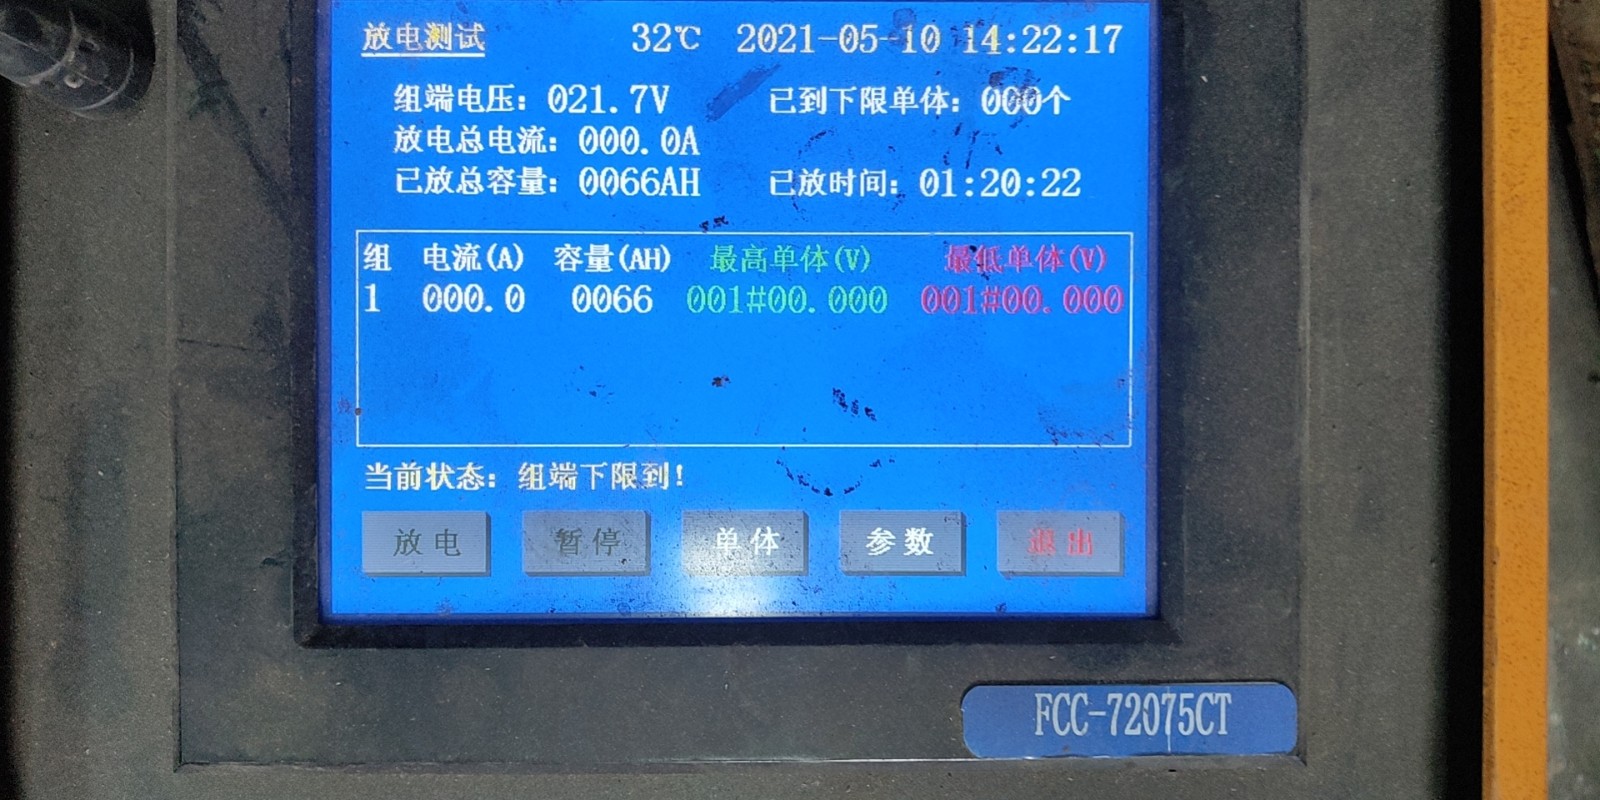 放电测试 32℃ 2021-05-10 14:22:17
组端电压：021.7V 已到下限单体：000个
放电总电流：000.0A
已放总容量：0066AH 已放时间：01:20:22
组 电流(A) 容量(AH) 最高单体(V) 最低单体(V)
1 000.0 0066 001#00.000 001#00.000
当前状态：组端下限到！
放电 暂停 单体 参数 退出
FCC-72075CT